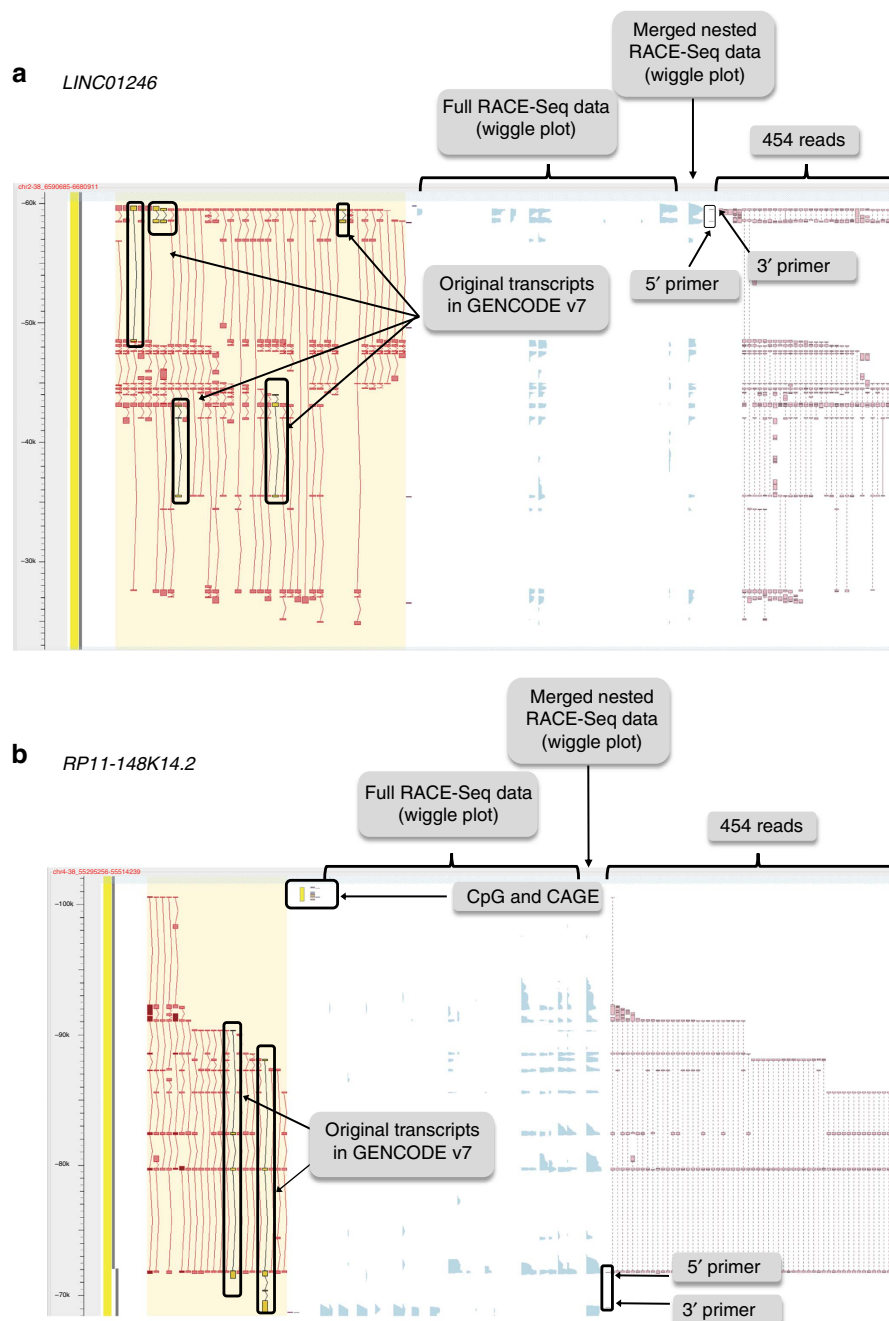 a
LINC01246
Merged nested
RACE-Seq data
(wiggle plot)
Full RACE-Seq data
(wiggle plot)
454 reads
chr2-38_6590685-6680911
–60k
5′ primer
3′ primer
Original transcripts
in GENCODE v7
–50k
–40k
–30k
b
RP11-148K14.2
Merged nested
RACE-Seq data
(wiggle plot)
Full RACE-Seq data
(wiggle plot)
454 reads
chr4-38_55295256-55514239
–100k
CpG and CAGE
–90k
Original transcripts
in GENCODE v7
–80k
5′ primer
–70k
3′ primer